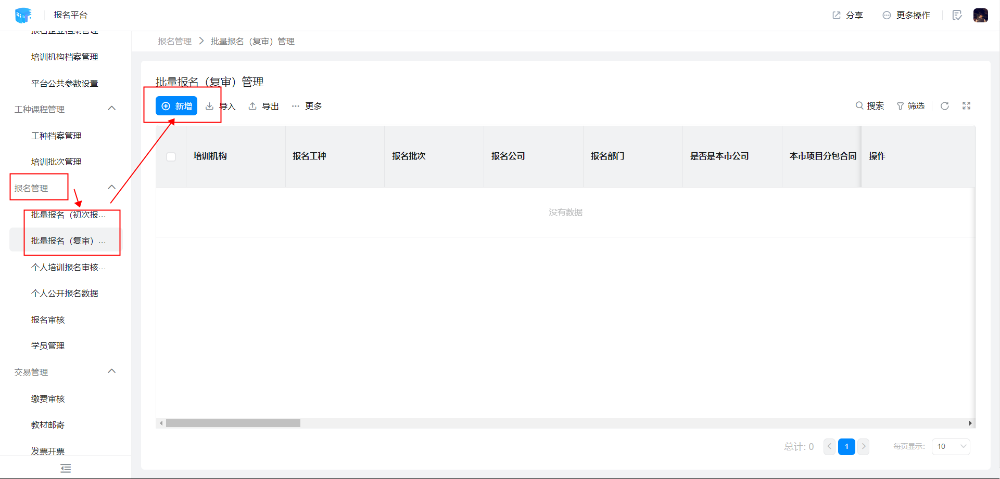 报名平台
分享
更多操作
报名企业档案管理
培训机构档案管理
平台公共参数设置
工种课程管理
工种档案管理
培训批次管理
报名管理
批量报名（初次报...
批量报名（复审）...
个人培训报名审核...
个人公开报名数据
报名审核
学员管理
交易管理
缴费审核
教材邮寄
发票开票
报名管理 > 批量报名（复审）管理
批量报名（复审）管理
新增 导入 导出 ··· 更多
搜索 筛选
培训机构 报名工种 报名批次 报名公司 报名部门 是否是本市公司 本市项目分包合同 操作
没有数据
总计: 0 < 1 > 每页显示: 10